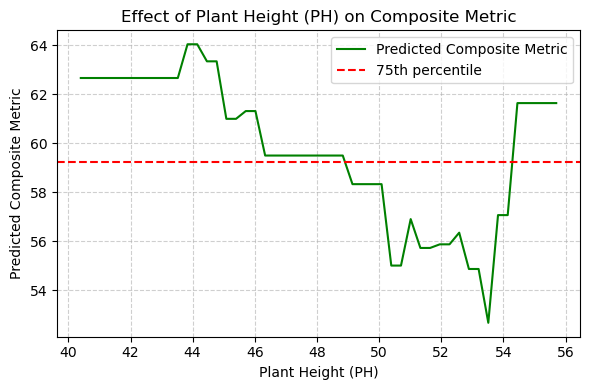 Effect of Plant Height (PH) on Composite Metric
Predicted Composite Metric
75th percentile
64
62
60
58
56
54
Predicted Composite Metric
40 42 44 46 48 50 52 54 56
Plant Height (PH)